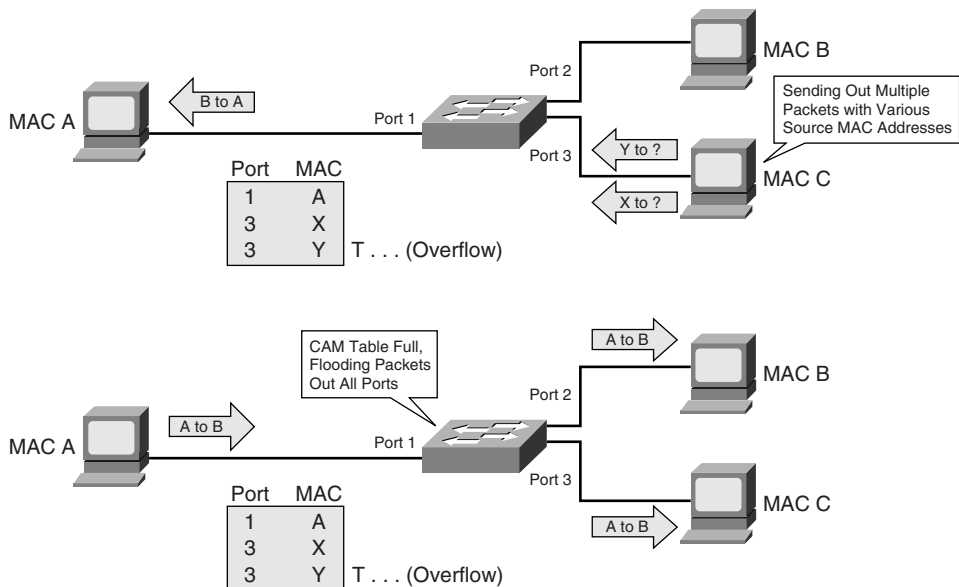 MAC B
Port 2
B to A
Sending Out Multiple
Packets with Various
Source MAC Addresses
MAC A
Port 1
Port 3
Y to ?
MAC C
X to ?
Port MAC
1 A
3 X
3 Y T . . . (Overflow)
CAM Table Full,
Flooding Packets
Out All Ports
A to B
MAC B
Port 2
A to B
MAC A
Port 1
Port 3
MAC C
A to B
Port MAC
1 A
3 X
3 Y T . . . (Overflow)